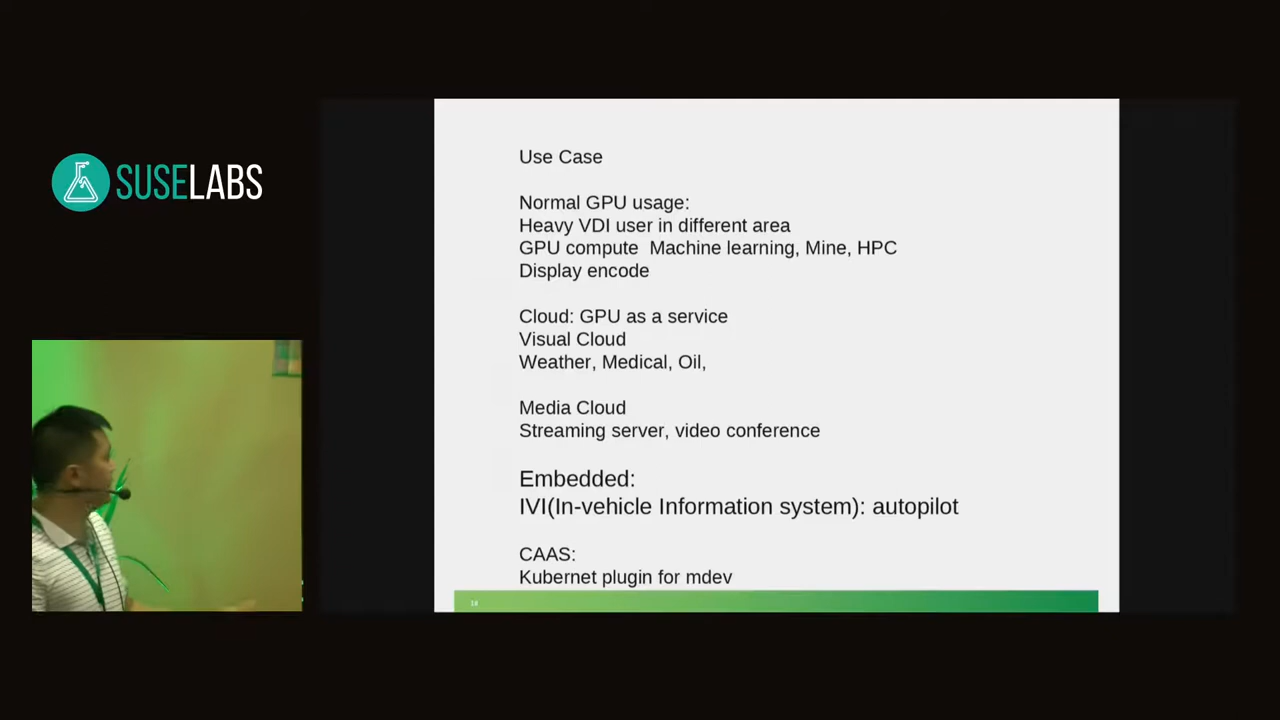 SUSELABS
Use Case
Normal GPU usage:
Heavy VDI user in different area
GPU compute  Machine learning, Mine, HPC
Display encode
Cloud: GPU as a service
Visual Cloud
Weather, Medical, Oil,
Media Cloud
Streaming server, video conference
Embedded:
IVI(In-vehicle Information system): autopilot
CAAS:
Kubernet plugin for mdev